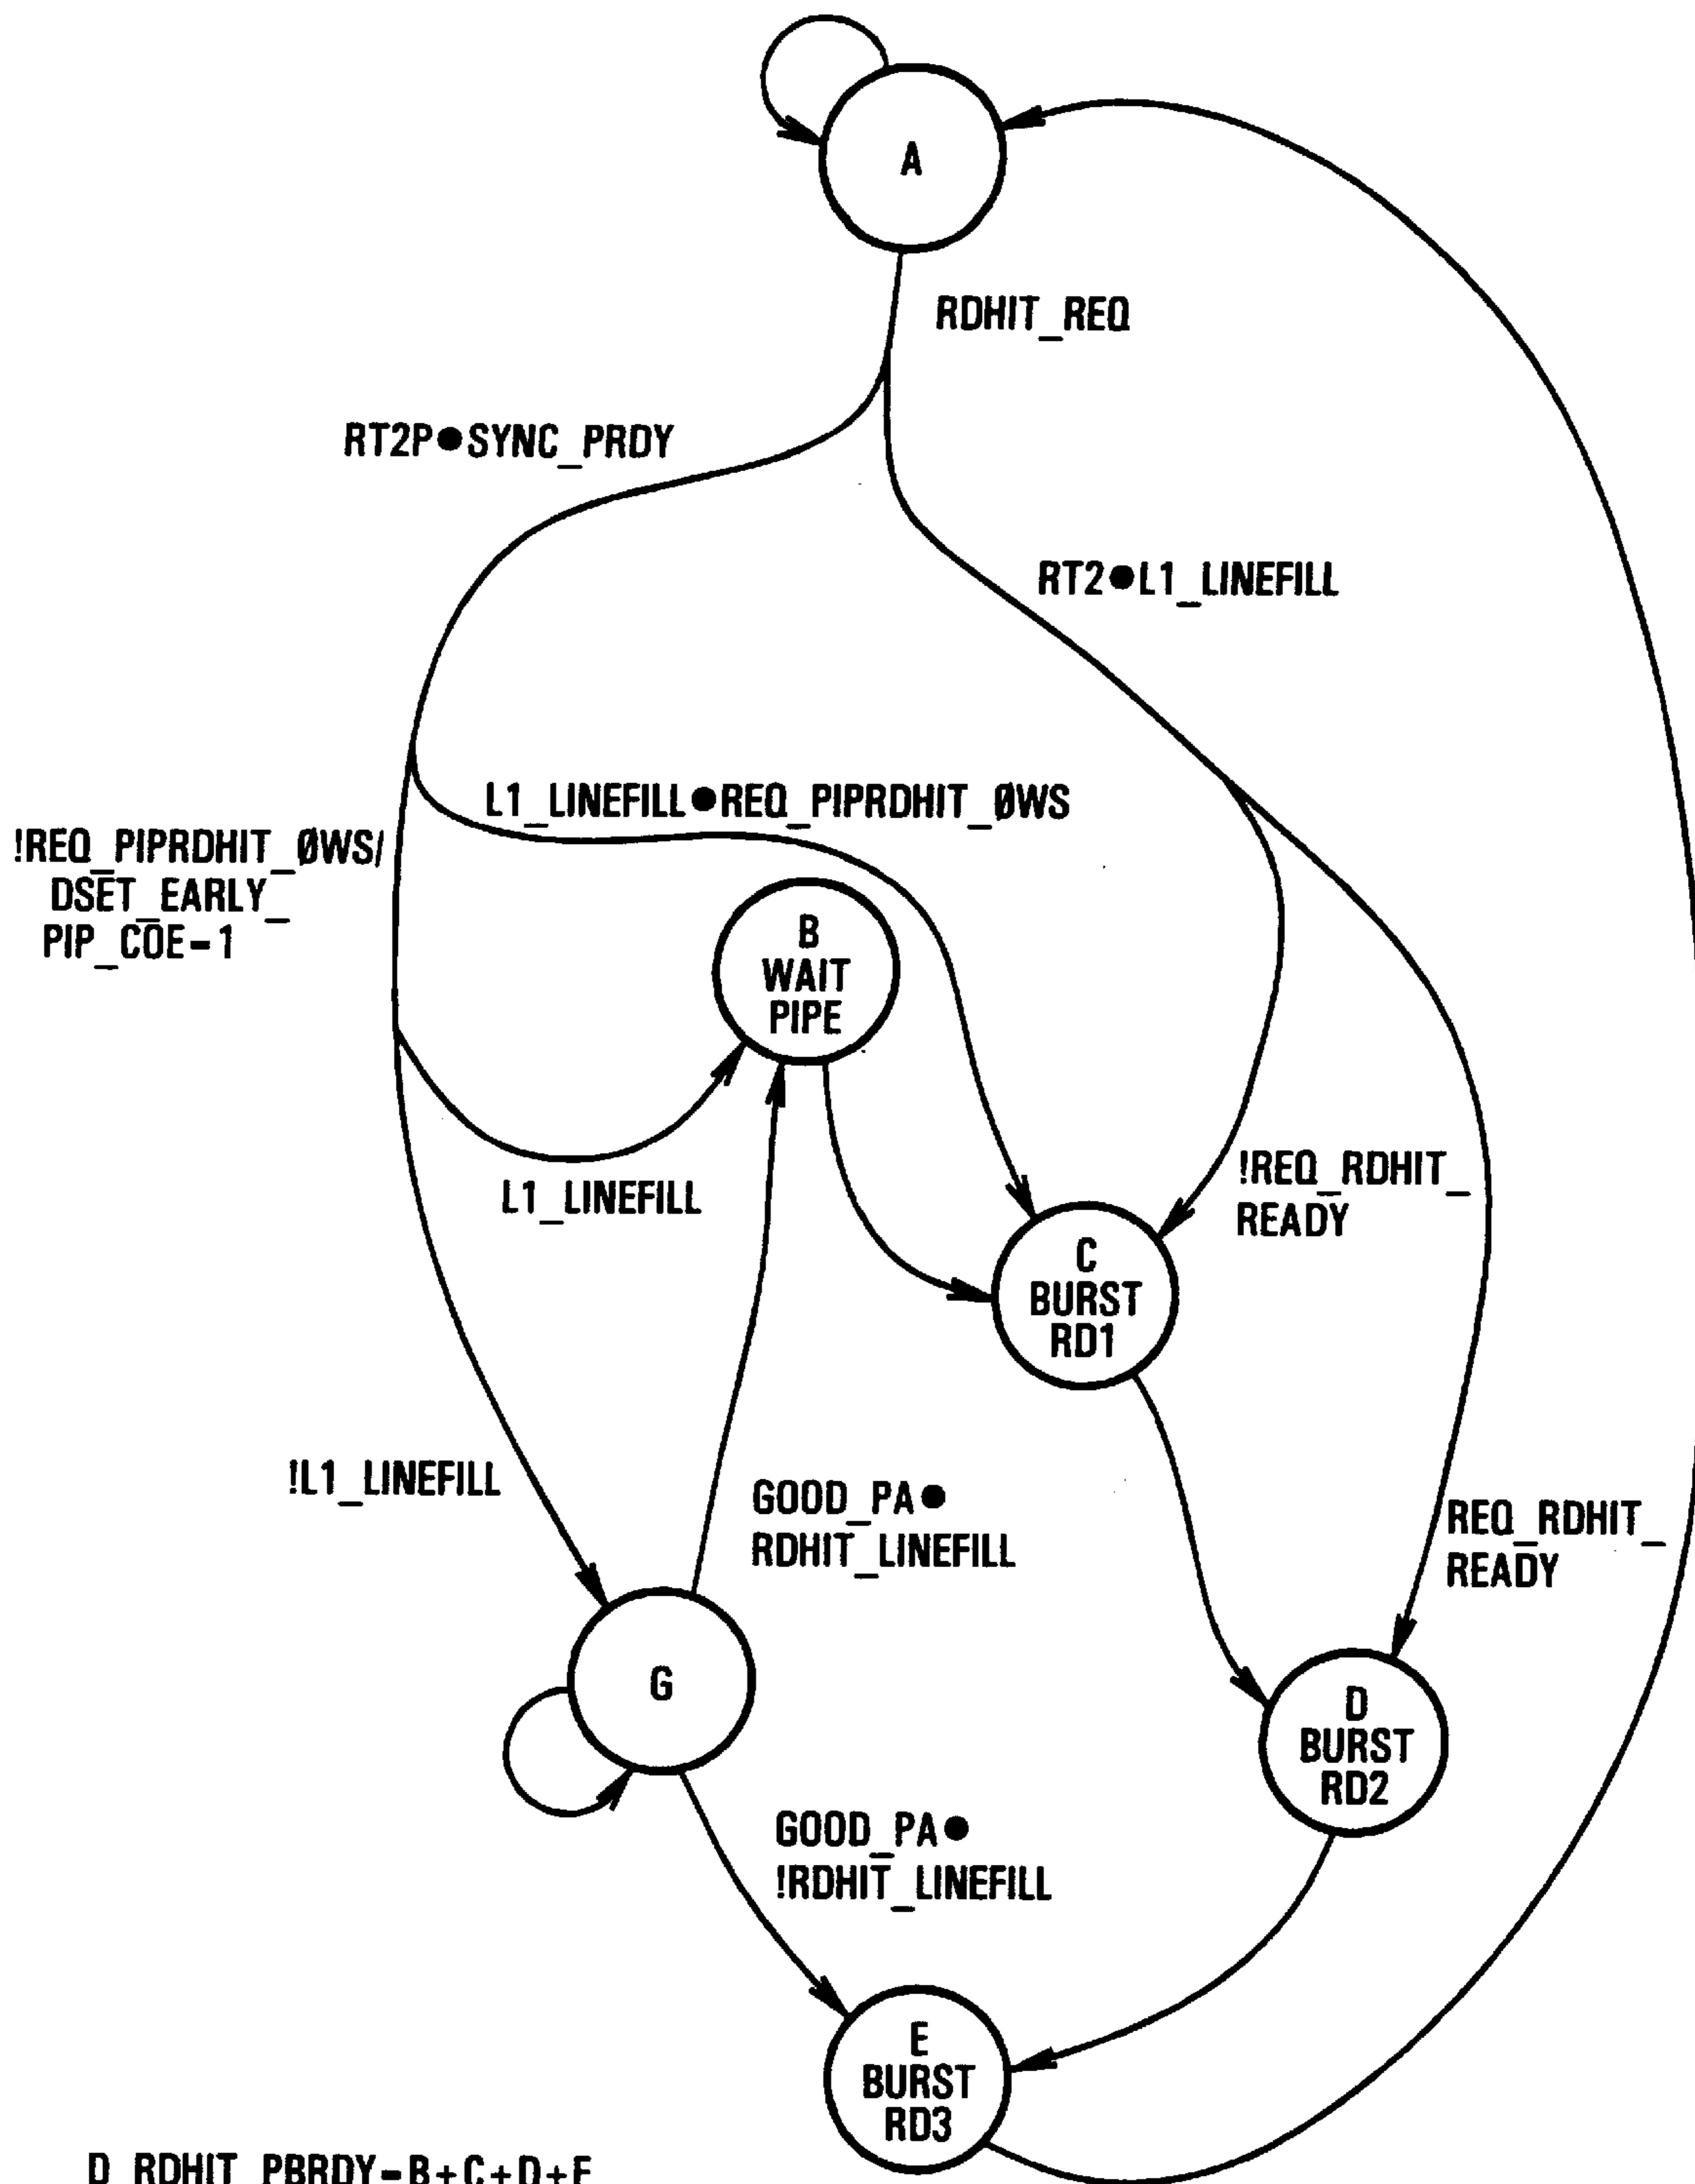 A
RDHIT_REQ
RT2P●SYNC_PRDY
RT2●L1_LINEFILL
L1_LINEFILL●REQ_PIPRDHIT_ØWS
!REQ_PIPRDHIT_ØWS/
DSET_EARLY_
PIP_COE=1
B
WAIT
PIPE
L1_LINEFILL
!REQ_RDHIT_
READY
C
BURST
RD1
!L1_LINEFILL
GOOD_PA●
RDHIT_LINEFILL
REQ_RDHIT_
READY
G
D
BURST
RD2
GOOD_PA●
!RDHIT_LINEFILL
E
BURST
RD3
D_RDHIT_PBRDY=B+C+D+E